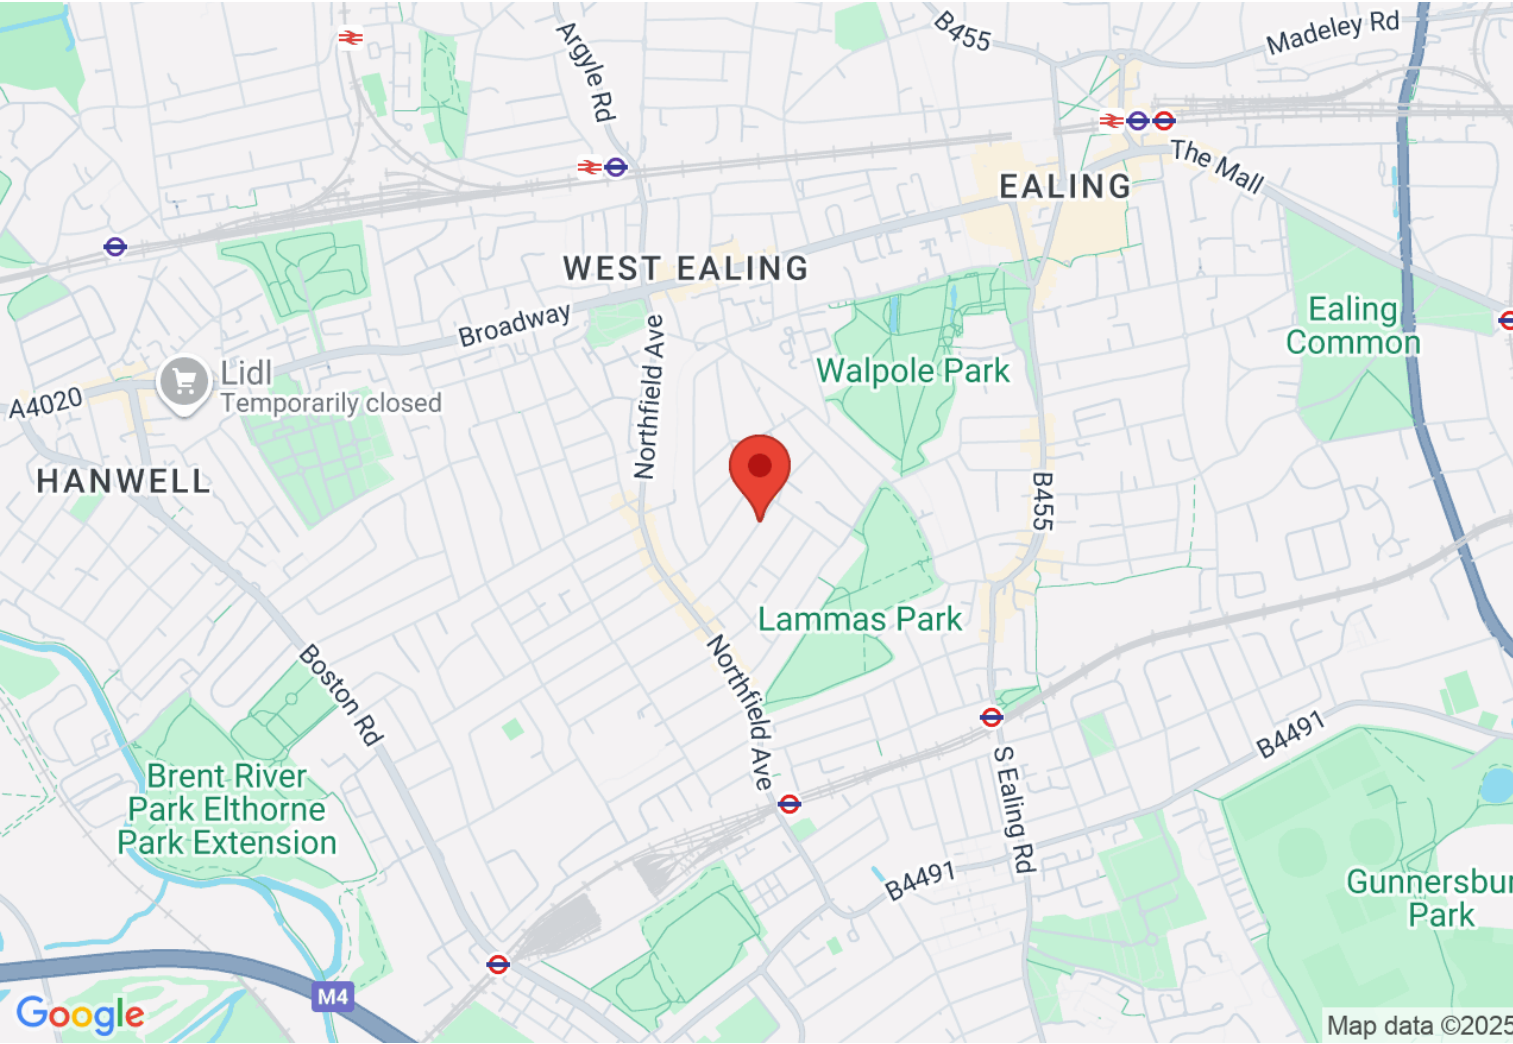 B455
Madeley Rd
Argyle Rd
The Mall
EALING
WEST EALING
Ealing
Common
Broadway
Northfield Ave
Walpole Park
Lidl
Temporarily closed
A4020
HANWELL
B455
Lammas Park
Boston Rd
Northfield Ave
B4491
S Ealing Rd
Brent River
Park Elthorne
Park Extension
B4491
Gunnersbur
Park
M4
Google
Map data ©2025